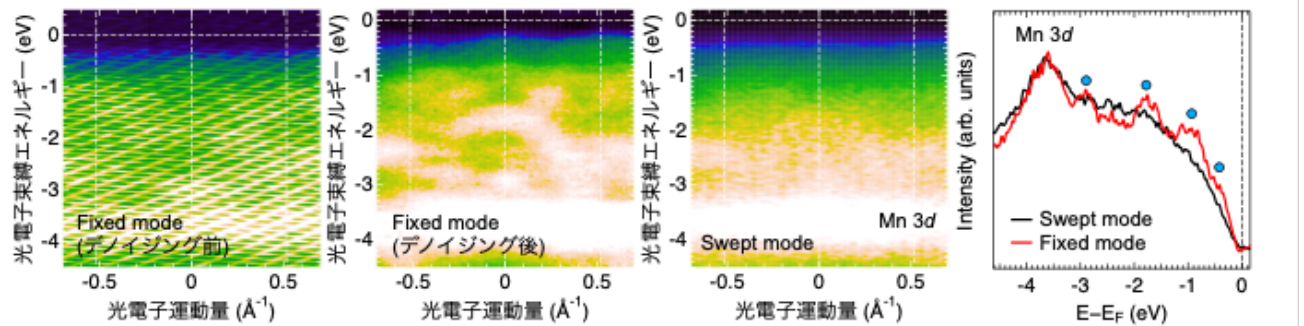 光電子束縛エネルギー (eV)
0
-1
-2
-3
-4
Fixed mode
(デノイジング前)
-0.5
0.0
0.5
光電子運動量 (Å⁻¹)
光電子束縛エネルギー (eV)
0
-1
-2
-3
-4
Fixed mode
(デノイジング後)
-0.5
0.0
0.5
光電子運動量 (Å⁻¹)
光電子束縛エネルギー (eV)
0
-1
-2
-3
-4
Mn 3d
Swept mode
-0.5
0.0
0.5
光電子運動量 (Å⁻¹)
Intensity (arb. units)
Mn 3d
Swept mode
Fixed mode
-4
-3
-2
-1
0
E–E_F (eV)